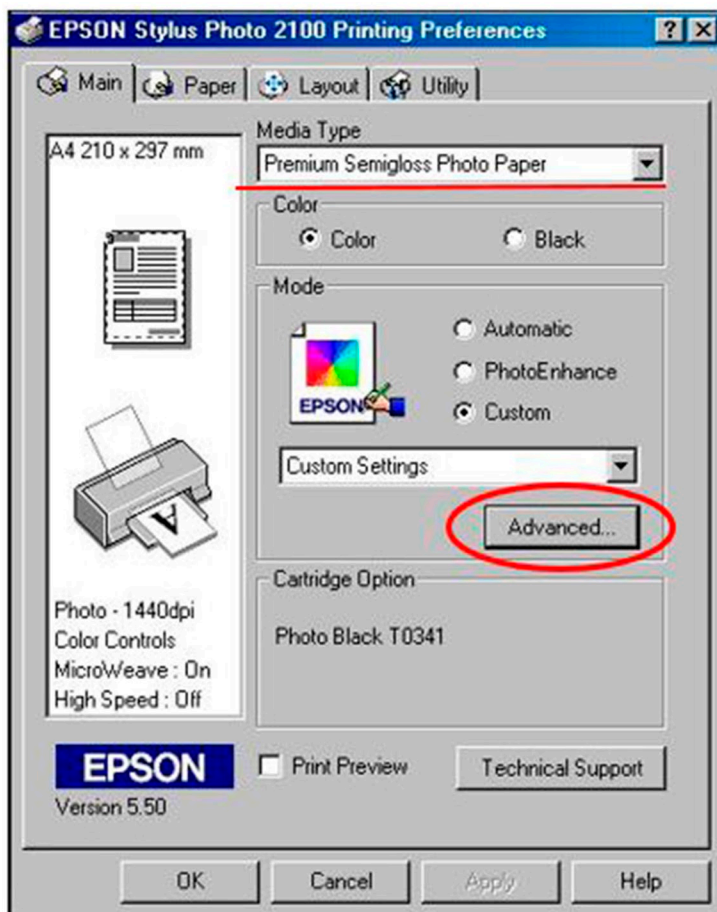 EPSON Stylus Photo 2100 Printing Preferences
Main Paper Layout Utility
A4 210 x 297 mm
Media Type
Premium Semigloss Photo Paper
Color
Color Black
Mode
EPSON
Automatic
PhotoEnhance
Custom
Custom Settings
Advanced...
A
Cartridge Option
Photo Black T0341
Photo - 1440dpi
Color Controls
MicroWeave : On
High Speed : Off
EPSON
Version 5.50
Print Preview
Technical Support
OK Cancel Apply Help